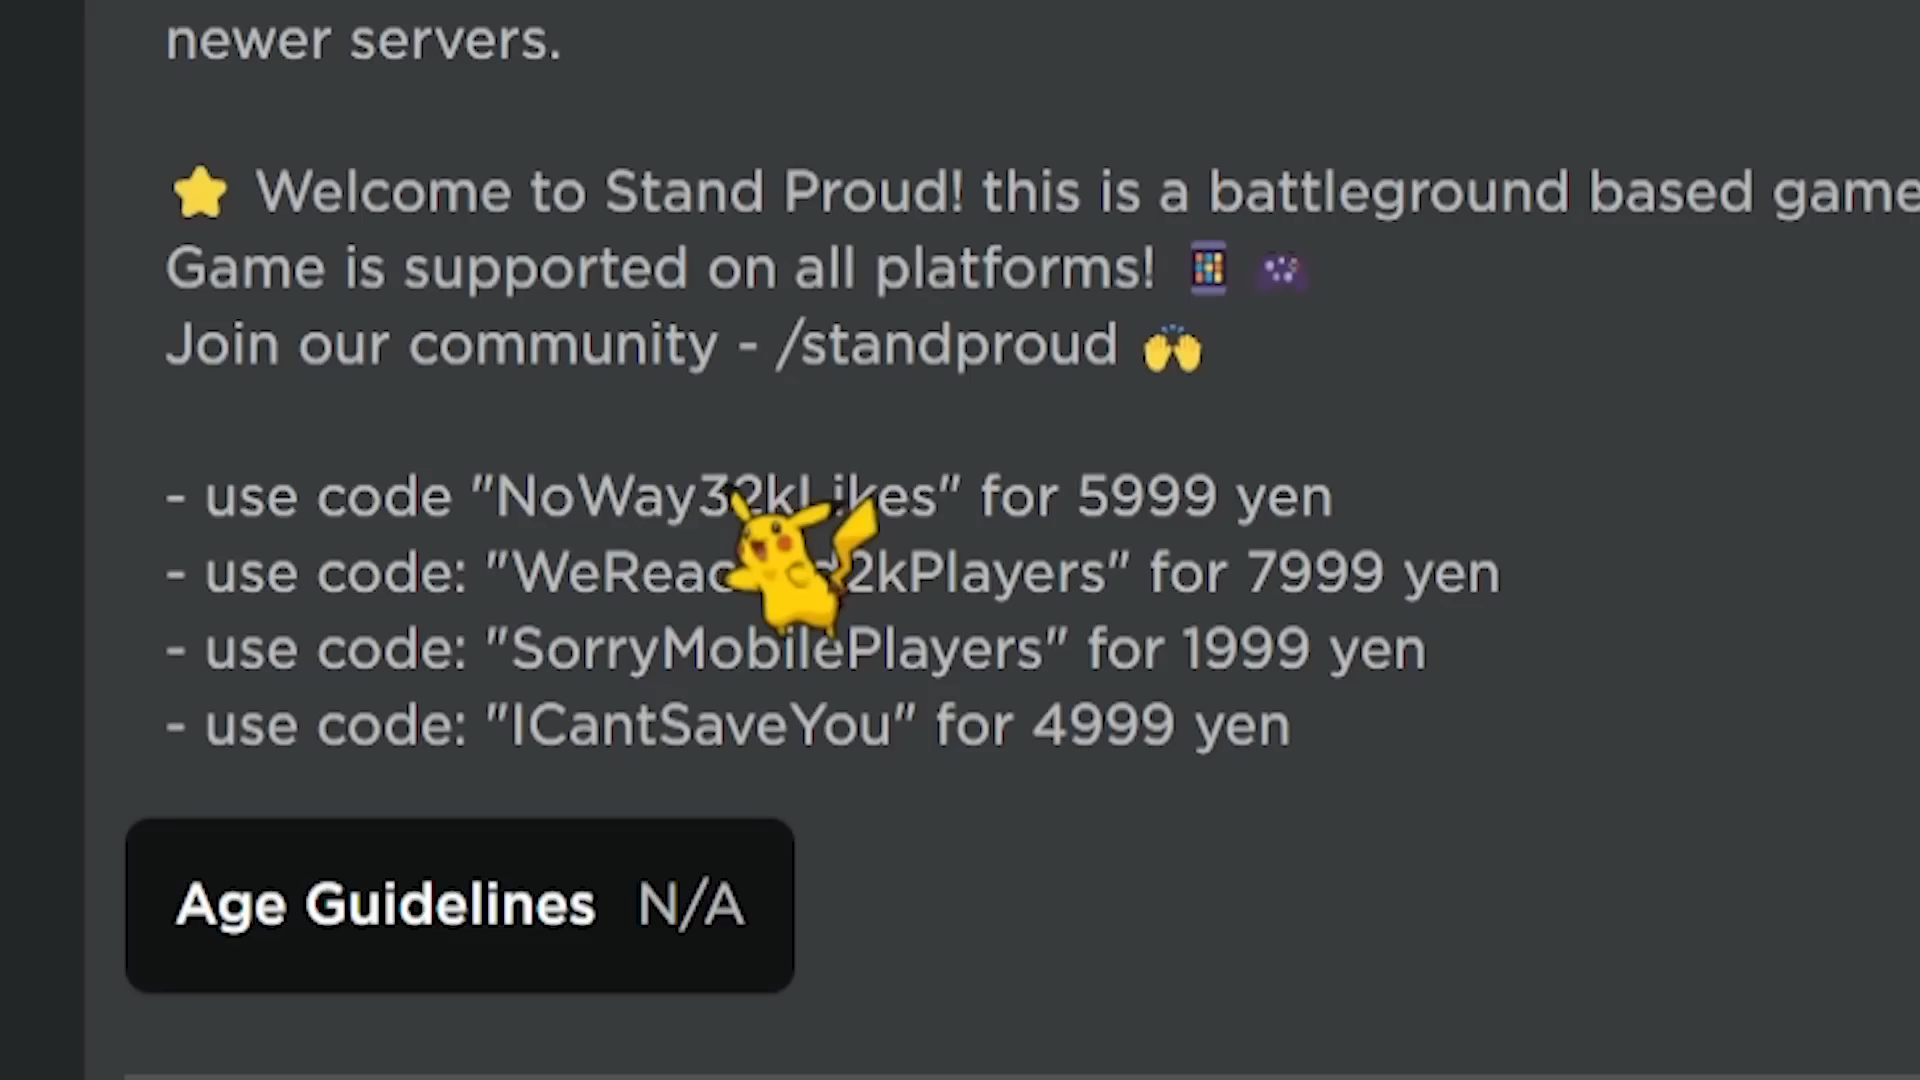 newer servers.
Welcome to Stand Proud! this is a battleground based game
Game is supported on all platforms!
Join our community - /standproud
- use code "NoWay32kLikes" for 5999 yen
- use code: for 7999 yen
- use code: "SorryMobilePlayers" for 1999 yen
- use code: "ICantSaveYou" for 4999 yen
Age Guidelines N/A